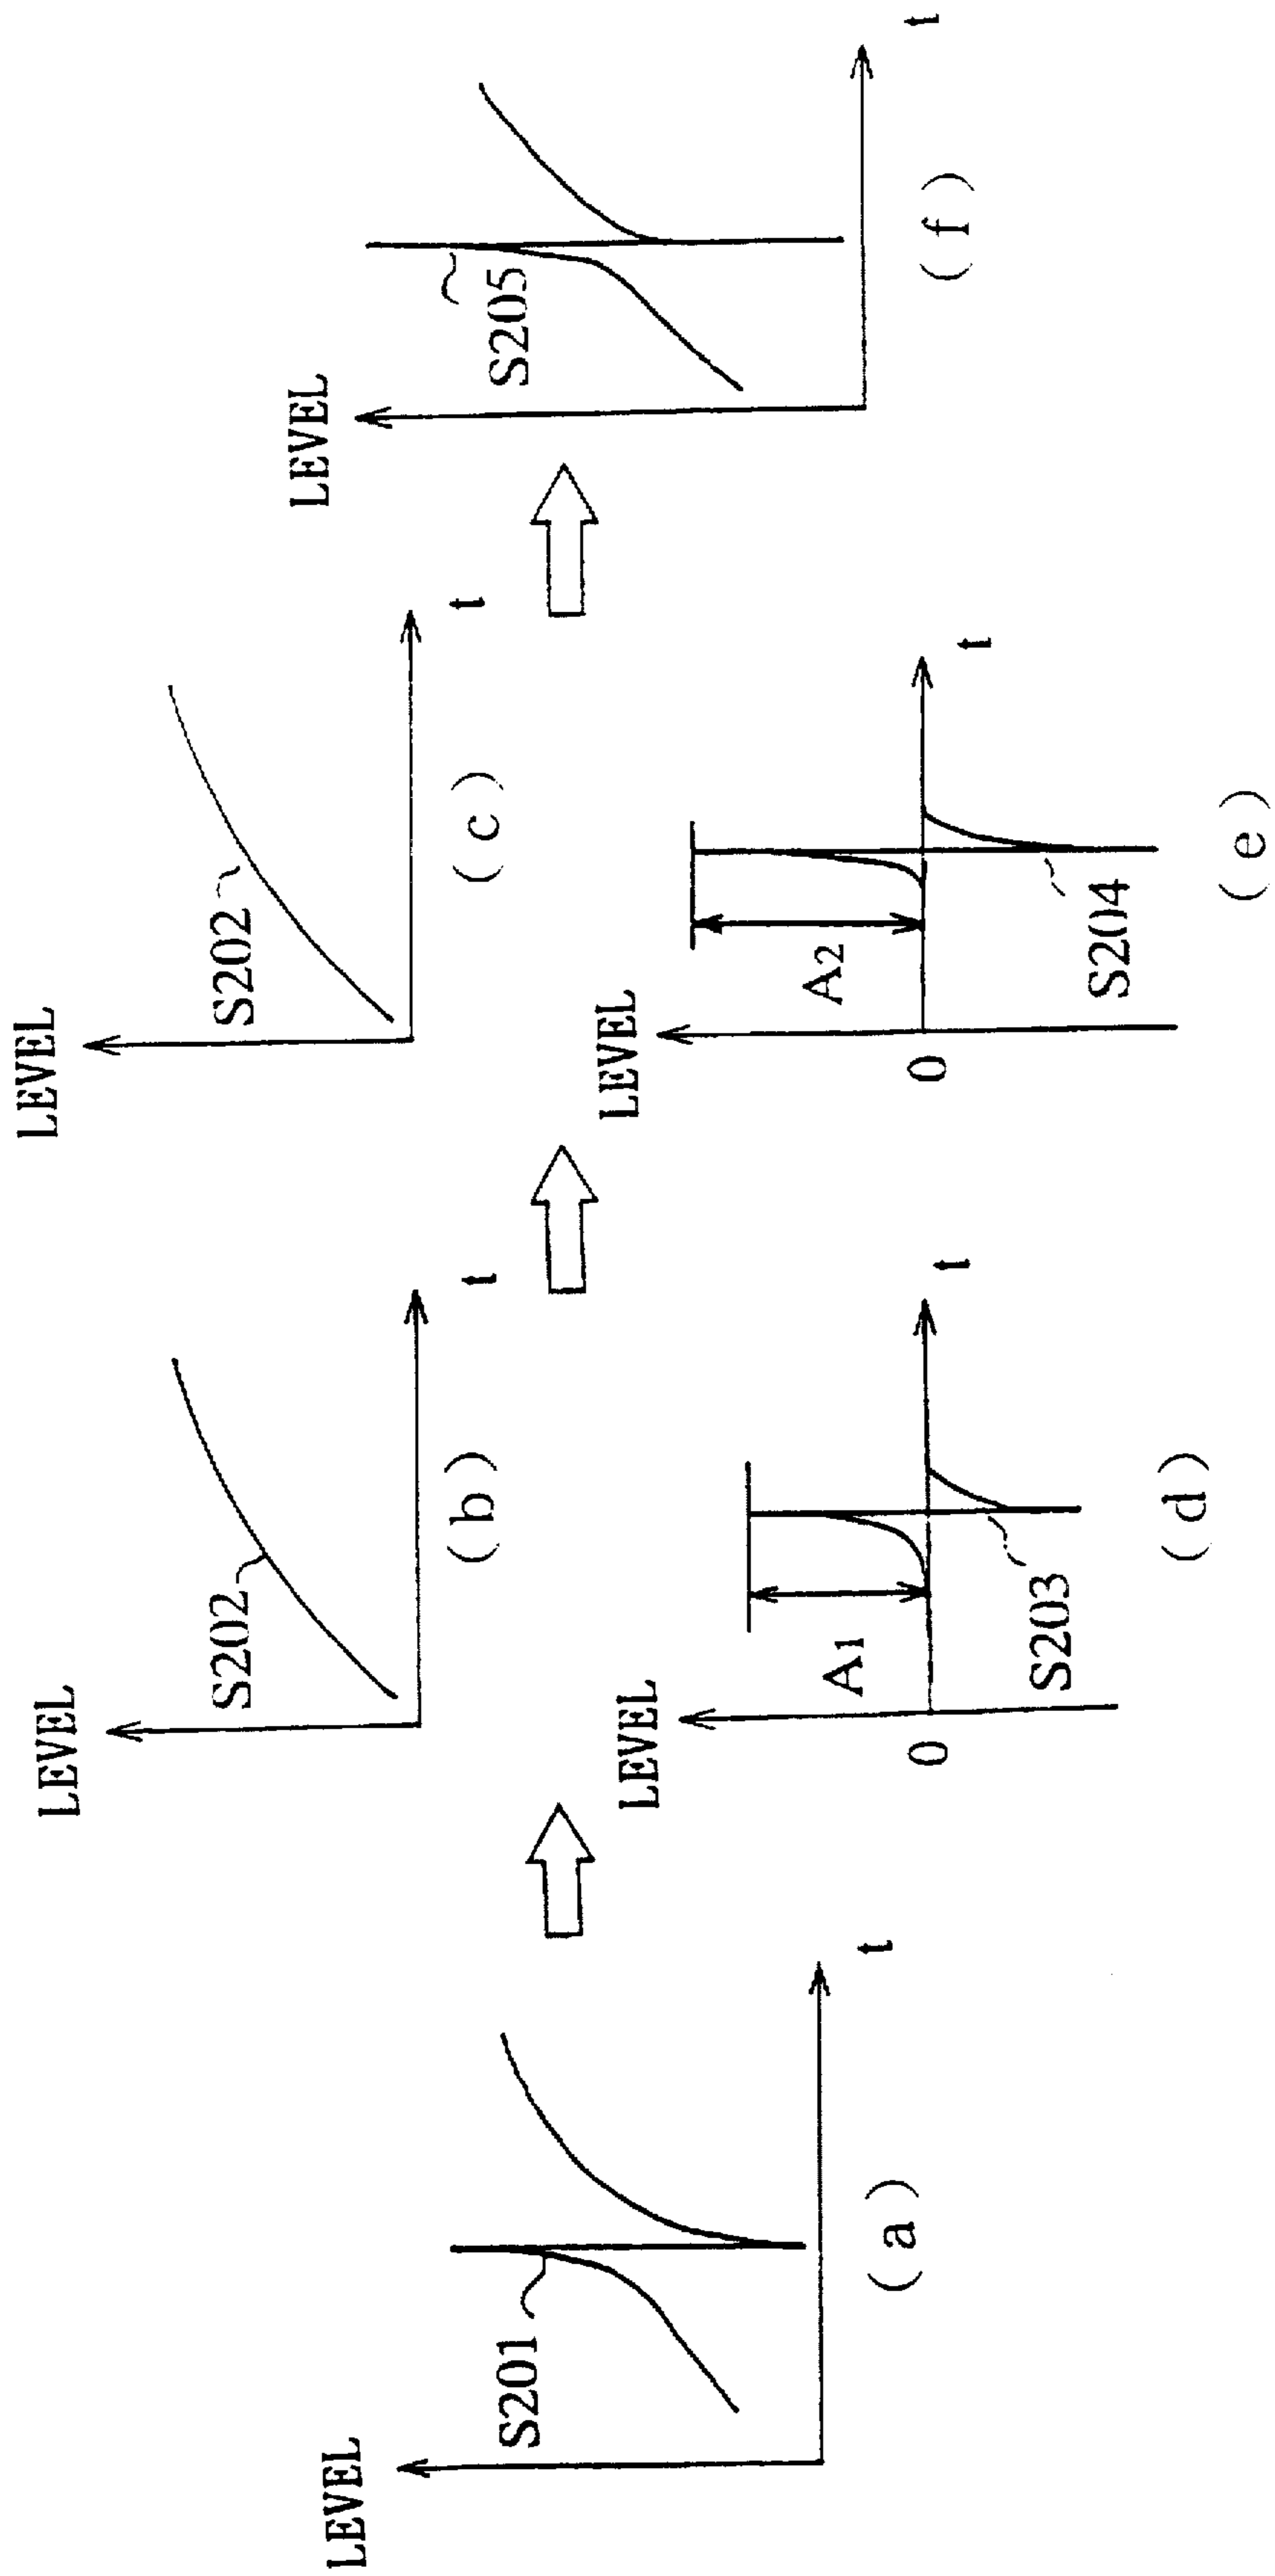 LEVEL
S201
t
( a )
LEVEL
S202
t
( b )
LEVEL
A1
0
S203
t
( d )
LEVEL
S202
t
( c )
LEVEL
A2
0
S204
t
( e )
LEVEL
S205
t
( f )